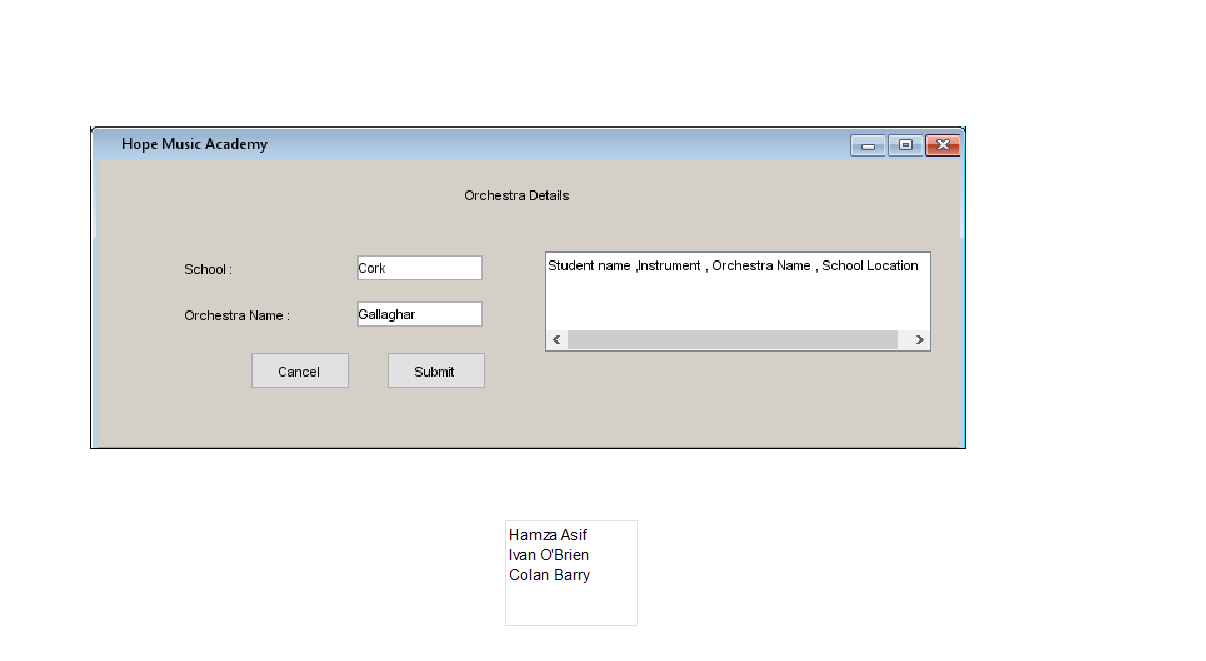 Hope Music Academy
Orchestra Details
School :
Cork
Student name ,Instrument , Orchestra Name , School Location
Orchestra Name :
Gallaghar
Cancel
Submit
Hamza Asif
Ivan O'Brien
Colan Barry